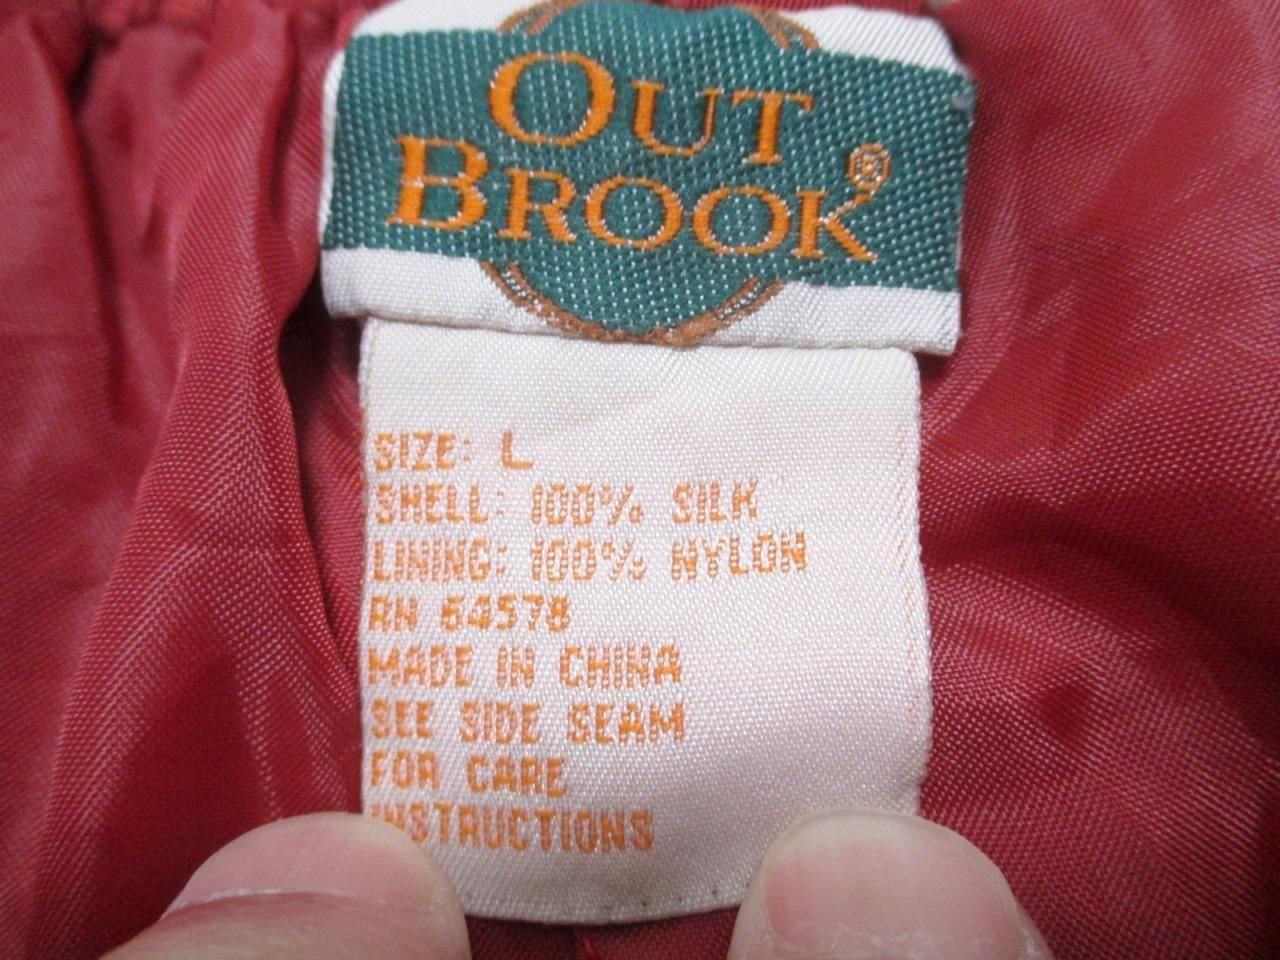 OUT
BROOK®
SIZE: L
SHELL: 100% SILK
LINING: 100% NYLON
RN 64578
MADE IN CHINA
SEE SIDE SEAM
FOR CARE
INSTRUCTIONS